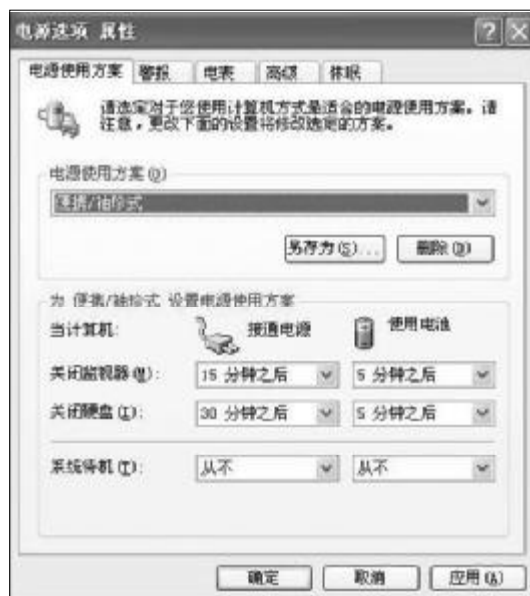 电源选项 属性
电源使用方案 警报 电表 高级 休眠
请选定对于您使用计算机方式最适合的电源使用方案。请
注意，更改下面的设置将修改选定的方案。
电源使用方案(O)
便携/袖珍式
另存为(S)... 删除(D)
为 便携/袖珍式 设置电源使用方案
当计算机: 接通电源 使用电池
关闭监视器(M): 15 分钟之后 5 分钟之后
关闭硬盘(I): 30 分钟之后 5 分钟之后
系统待机(T): 从不 从不
确定 取消 应用(A)